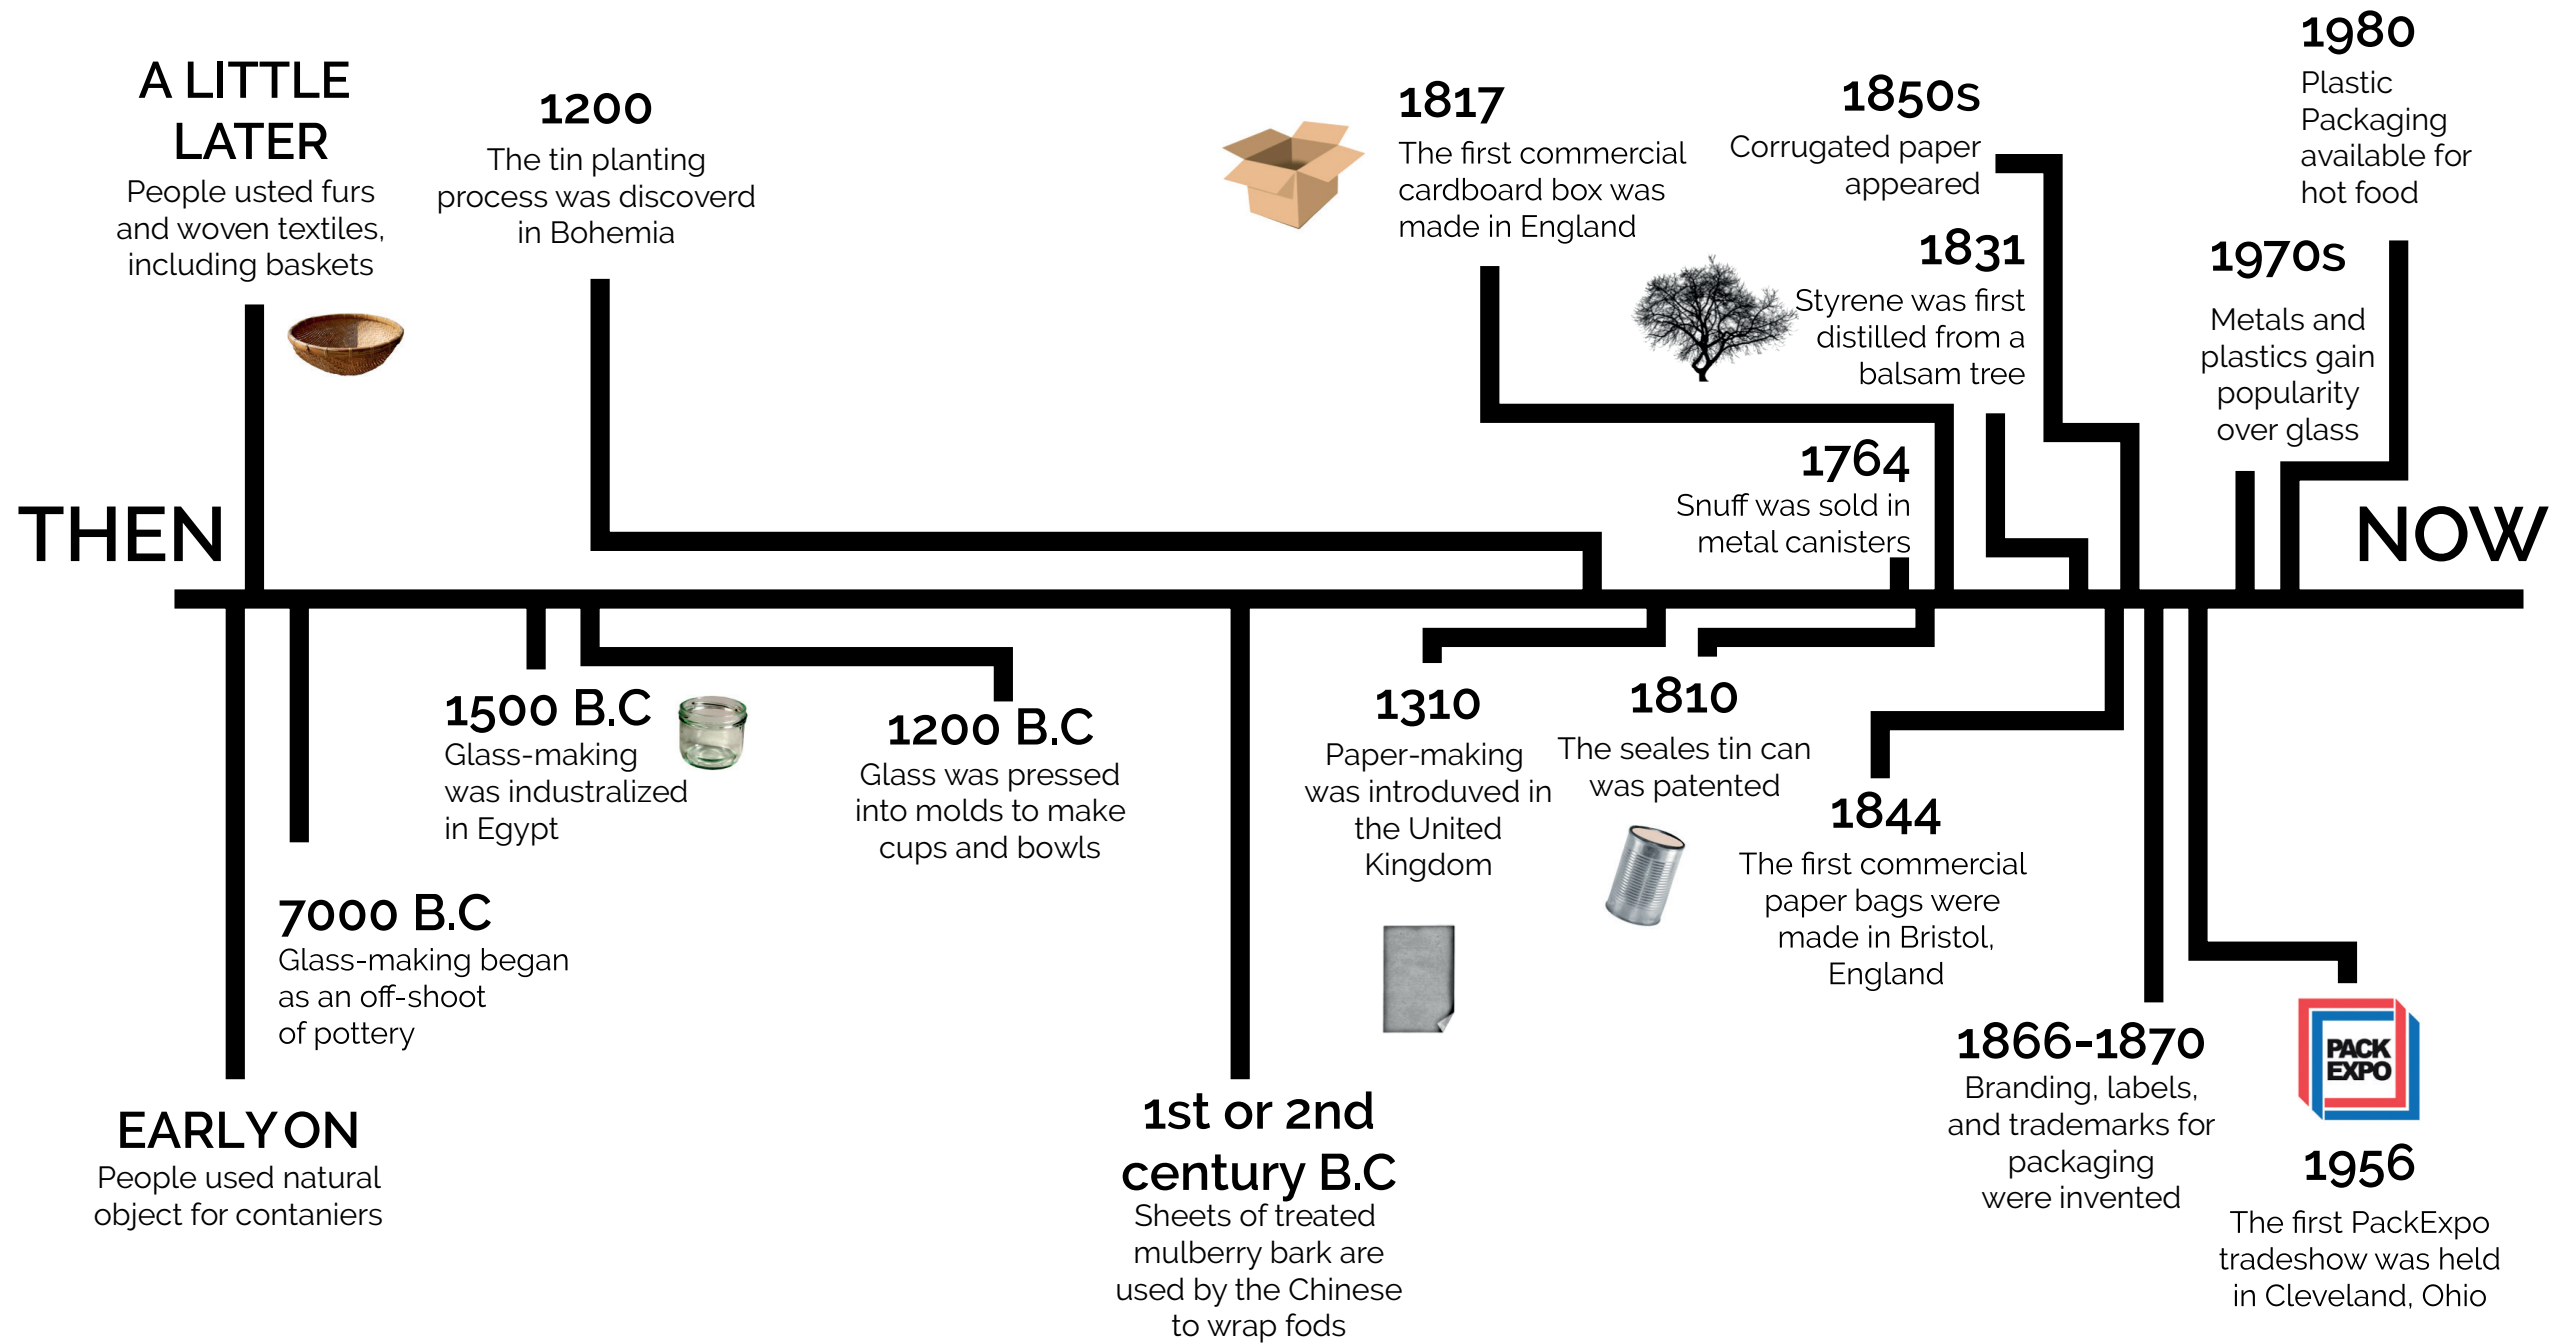 A LITTLE
LATER
People usted furs
and woven textiles,
including baskets
1200
The tin planting
process was discoverd
in Bohemia
1817
The first commercial
cardboard box was
made in England
1850s
Corrugated paper
appeared
1831
Styrene was first
distilled from a
balsam tree
1764
Snuff was sold in
metal canisters
1980
Plastic
Packaging
available for
hot food
1970s
Metals and
plastics gain
popularity
over glass
THEN
NOW
EARLY ON
People used natural
object for contaniers
7000 B.C
Glass-making began
as an off-shoot
of pottery
1500 B.C
Glass-making
was industralized
in Egypt
1200 B.C
Glass was pressed
into molds to make
cups and bowls
1st or 2nd
century B.C
Sheets of treated
mulberry bark are
used by the Chinese
to wrap fods
1310
Paper-making
was introduved in
the United
Kingdom
1810
The seales tin can
was patented
1844
The first commercial
paper bags were
made in Bristol,
England
1866-1870
Branding, labels,
and trademarks for
packaging
were invented
PACK
EXPO
1956
The first PackExpo
tradeshow was held
in Cleveland, Ohio